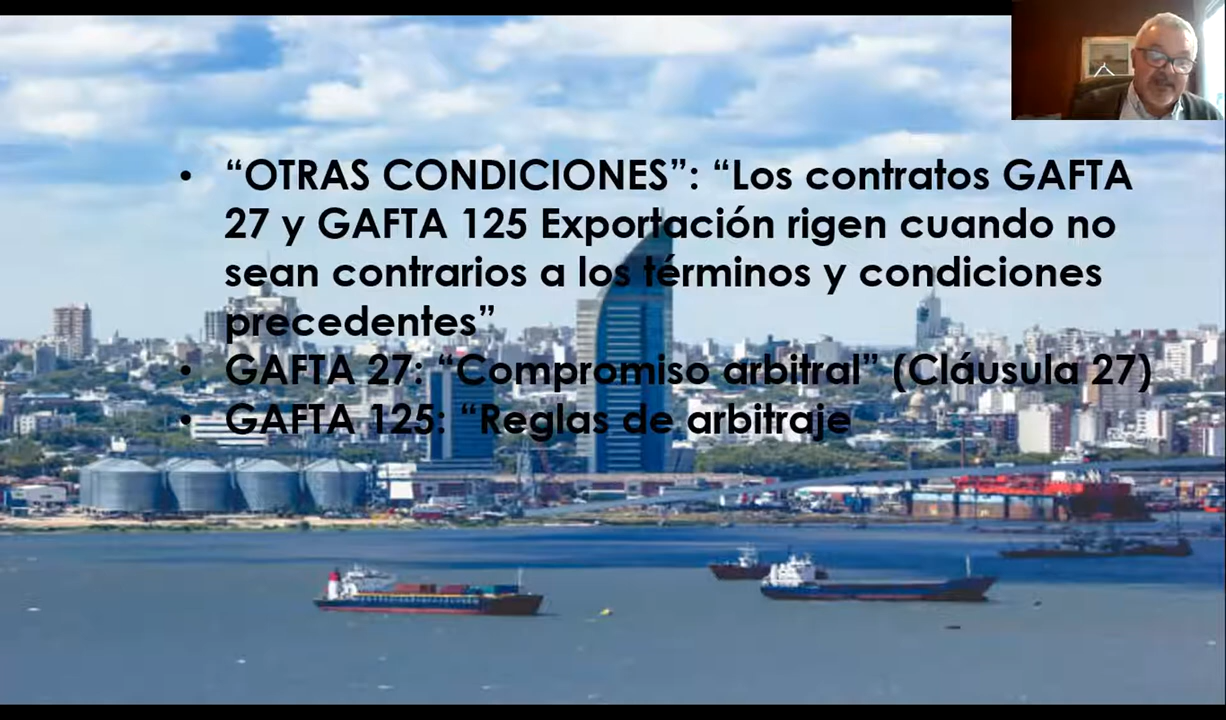 • “OTRAS CONDICIONES”: “Los contratos GAFTA
27 y GAFTA 125 Exportación rigen cuando no
sean contrarios a los términos y condiciones
precedentes”
• GAFTA 27: “Compromiso arbitral” (Cláusula 27)
• GAFTA 125: “Reglas de arbitraje